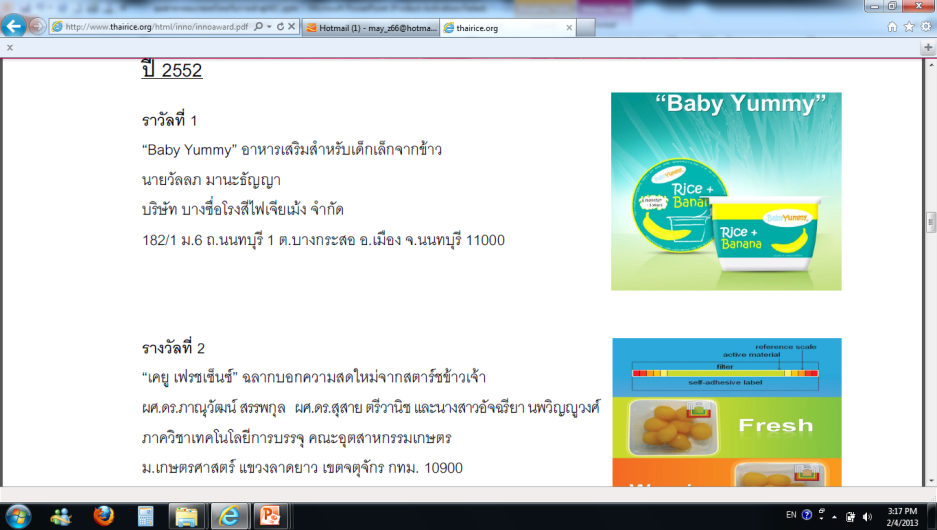 http://www.thairice.org/html/inno/innoaward.pdf
Hotmail (1) - may_z66@hotma...
thairice.org
ปี 2552
ราวัลที่ 1
“Baby Yummy” อาหารเสริมสำหรับเด็กเล็กจากข้าว
นายวัลลภ มานะธัญญา
บริษัท บางซื่อโรงสีไฟเจียเม้ง จำกัด
182/1 ม.6 ถ.นนทบุรี 1 ต.บางกระสอ อ.เมือง จ.นนทบุรี 11000
“Baby Yummy”
BabyYummy
Rice +
Banana
BabyYummy
Rice +
Banana
รางวัลที่ 2
“เคยู เฟรชเซ็นซ์” ฉลากบอกความสดใหม่จากสตาร์ชข้าวเจ้า
ผศ.ดร.ภาณุวัฒน์ สรรพกุล ผศ.ดร.สุสาย ตรีวานิช และนางสาวอัจฉรียา นพวิญญูวงศ์
ภาควิชาเทคโนโลยีการบรรจุ คณะอุตสาหกรรมเกษตร
ม.เกษตรศาสตร์ แขวงลาดยาว เขตจตุจักร กทม. 10900
reference scale
active material
filter
self-adhesive label
Fresh
EN
3:17 PM
2/4/2013